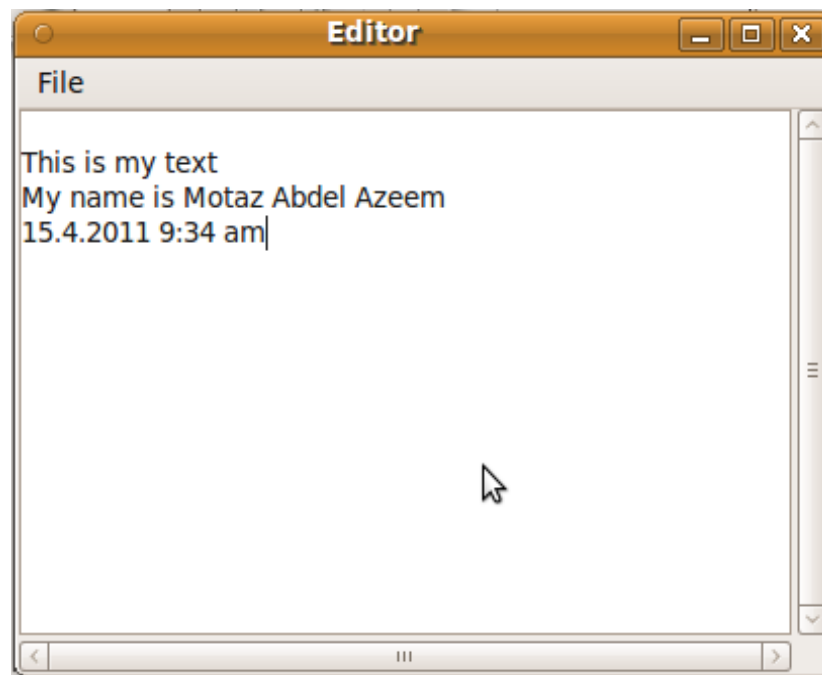 Editor
File
This is my text
My name is Motaz Abdel Azeem
15.4.2011 9:34 am